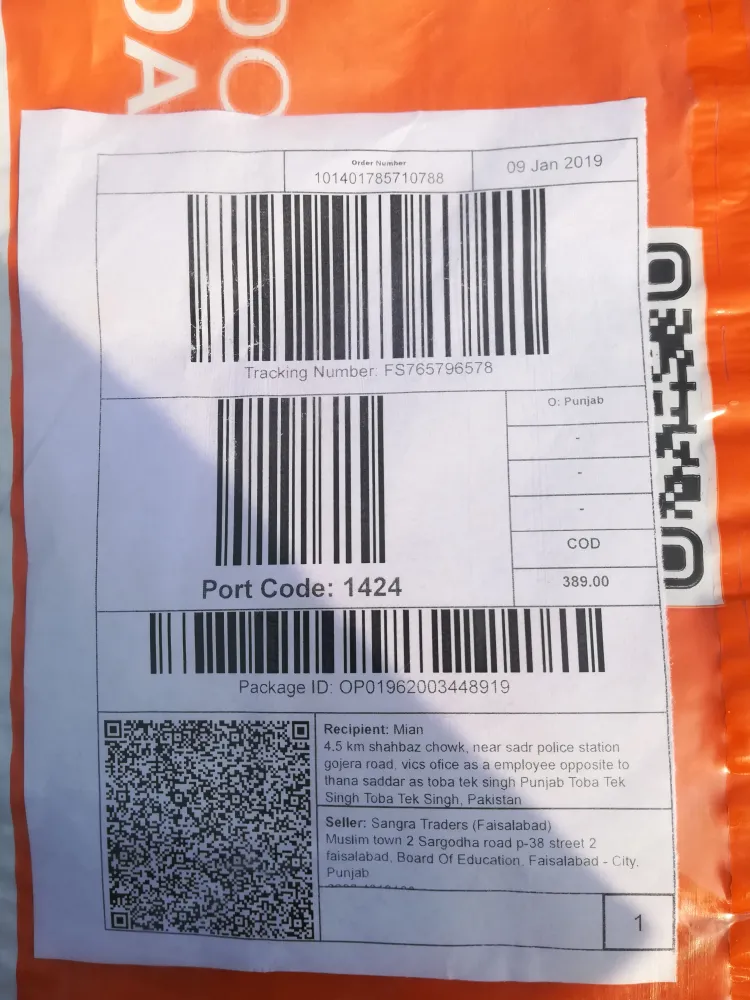 DO
DA
Order Number
101401785710788
09 Jan 2019
Tracking Number: FS765796578
O: Punjab
-
-
-
COD
389.00
Port Code: 1424
Package ID: OP01962003448919
Recipient: Mian
4.5 km shahbaz chowk, near sadr police station
gojera road, vics ofice as a employee opposite to
thana saddar as toba tek singh Punjab Toba Tek
Singh Toba Tek Singh, Pakistan
Seller: Sangra Traders (Faisalabad)
Muslim town 2 Sargodha road p-38 street 2
faisalabad, Board Of Education, Faisalabad - City,
Punjab
1